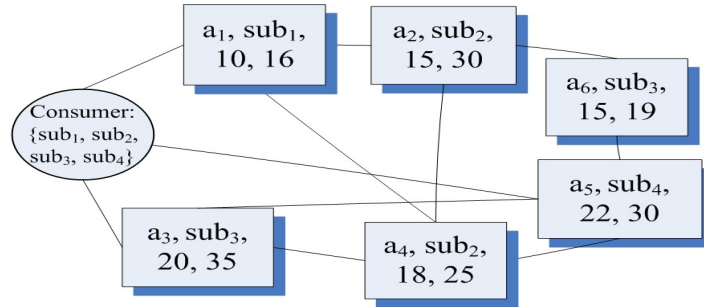 a₁, sub₁,
10, 16
a₂, sub₂,
15, 30
a₆, sub₃,
15, 19
Consumer:
{sub₁, sub₂,
sub₃, sub₄}
a₅, sub₄,
22, 30
a₃, sub₃,
20, 35
a₄, sub₂,
18, 25